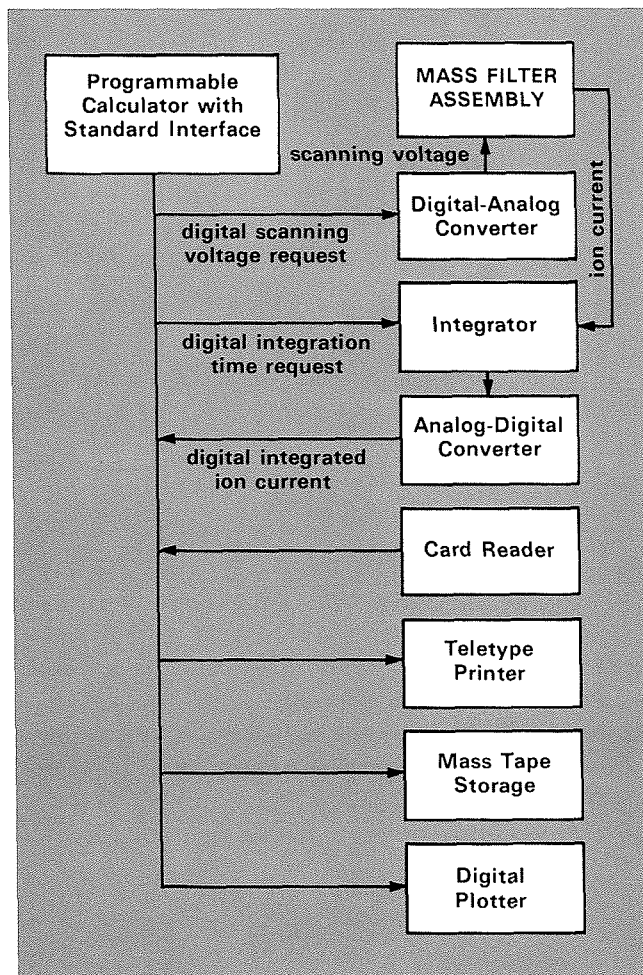 Programmable
Calculator with
Standard Interface
MASS FILTER
ASSEMBLY
scanning voltage
ion current
Digital-Analog
Converter
digital scanning
voltage request
Integrator
digital integration
time request
Analog-Digital
Converter
digital integrated
ion current
Card Reader
Teletype
Printer
Mass Tape
Storage
Digital
Plotter